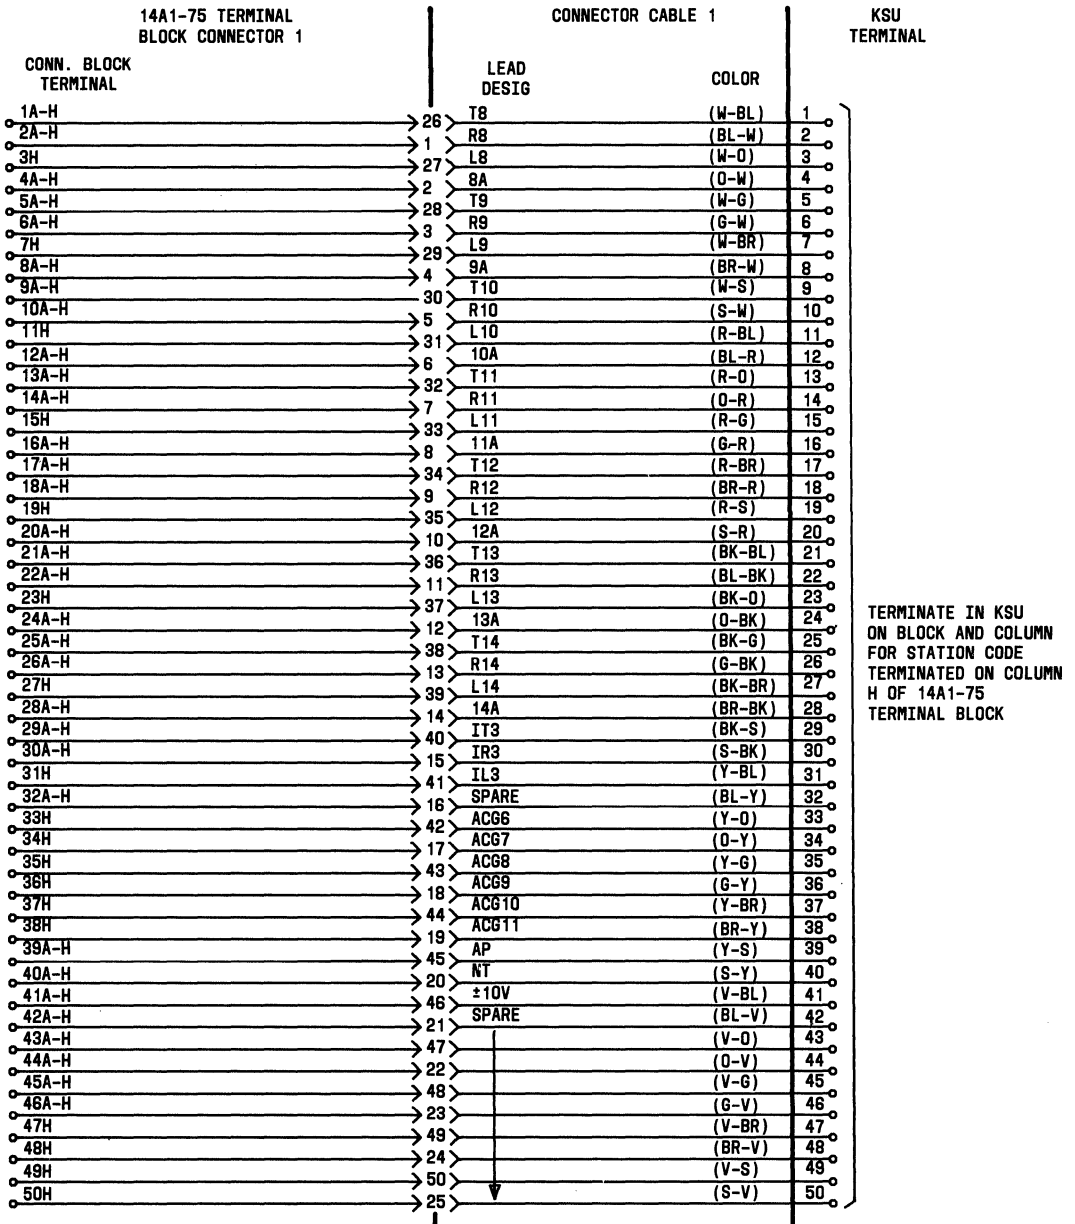 14A1-75 TERMINAL
BLOCK CONNECTOR 1
CONNECTOR CABLE 1
KSU
TERMINAL
CONN. BLOCK
TERMINAL
LEAD
DESIG
COLOR
1A-H 26 T8 (W-BL) 1
2A-H 1 R8 (BL-W) 2
3H 27 L8 (W-O) 3
4A-H 2 8A (O-W) 4
5A-H 28 T9 (W-G) 5
6A-H 3 R9 (G-W) 6
7H 29 L9 (W-BR) 7
8A-H 4 9A (BR-W) 8
9A-H 30 T10 (W-S) 9
10A-H 5 R10 (S-W) 10
11H 31 L10 (R-BL) 11
12A-H 6 10A (BL-R) 12
13A-H 32 T11 (R-O) 13
14A-H 7 R11 (O-R) 14
15H 33 L11 (R-G) 15
16A-H 8 11A (G-R) 16
17A-H 34 T12 (R-BR) 17
18A-H 9 R12 (BR-R) 18
19H 35 L12 (R-S) 19
20A-H 10 12A (S-R) 20
21A-H 36 T13 (BK-BL) 21
22A-H 11 R13 (BL-BK) 22
23H 37 L13 (BK-O) 23
24A-H 12 13A (O-BK) 24
25A-H 38 T14 (BK-G) 25
26A-H 13 R14 (G-BK) 26
27H 39 L14 (BK-BR) 27
28A-H 14 14A (BR-BK) 28
29A-H 40 IT3 (BK-S) 29
30A-H 15 IR3 (S-BK) 30
31H 41 IL3 (Y-BL) 31
32A-H 16 SPARE (BL-Y) 32
33H 42 ACG6 (Y-O) 33
34H 17 ACG7 (O-Y) 34
35H 43 ACG8 (Y-G) 35
36H 18 ACG9 (G-Y) 36
37H 44 ACG10 (Y-BR) 37
38H 19 ACG11 (BR-Y) 38
39A-H 45 AP (Y-S) 39
40A-H 20 NT (S-Y) 40
41A-H 46 ±10V (V-BL) 41
42A-H 21 SPARE (BL-V) 42
43A-H 47 (V-O) 43
44A-H 22 (O-V) 44
45A-H 48 (V-G) 45
46A-H 23 (G-V) 46
47H 49 (V-BR) 47
48H 24 (BR-V) 48
49H 50 (V-S) 49
50H 25 (S-V) 50
TERMINATE IN KSU
ON BLOCK AND COLUMN
FOR STATION CODE
TERMINATED ON COLUMN
H OF 14A1-75
TERMINAL BLOCK